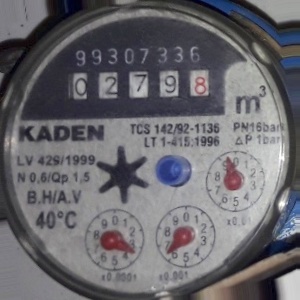 99307336
02798
m³
KADEN
TCS 142/92-1136 PN16bar
LT 1-415:1996 △P 1bar
LV 429/1999
N 0,6/Qp 1,5
B.H/A.V
40°C
x0.01
x0.0001
x0.001